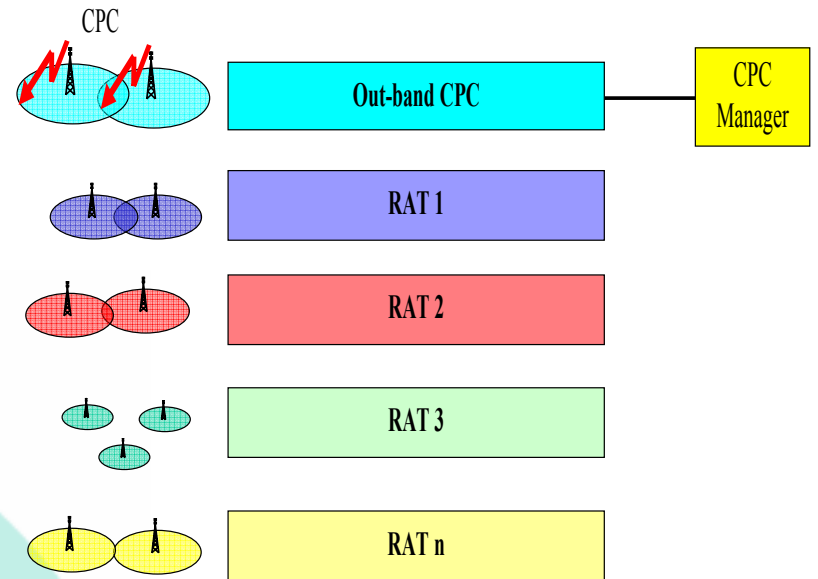 CPC
Out-band CPC
CPC
Manager
RAT 1
RAT 2
RAT 3
RAT n